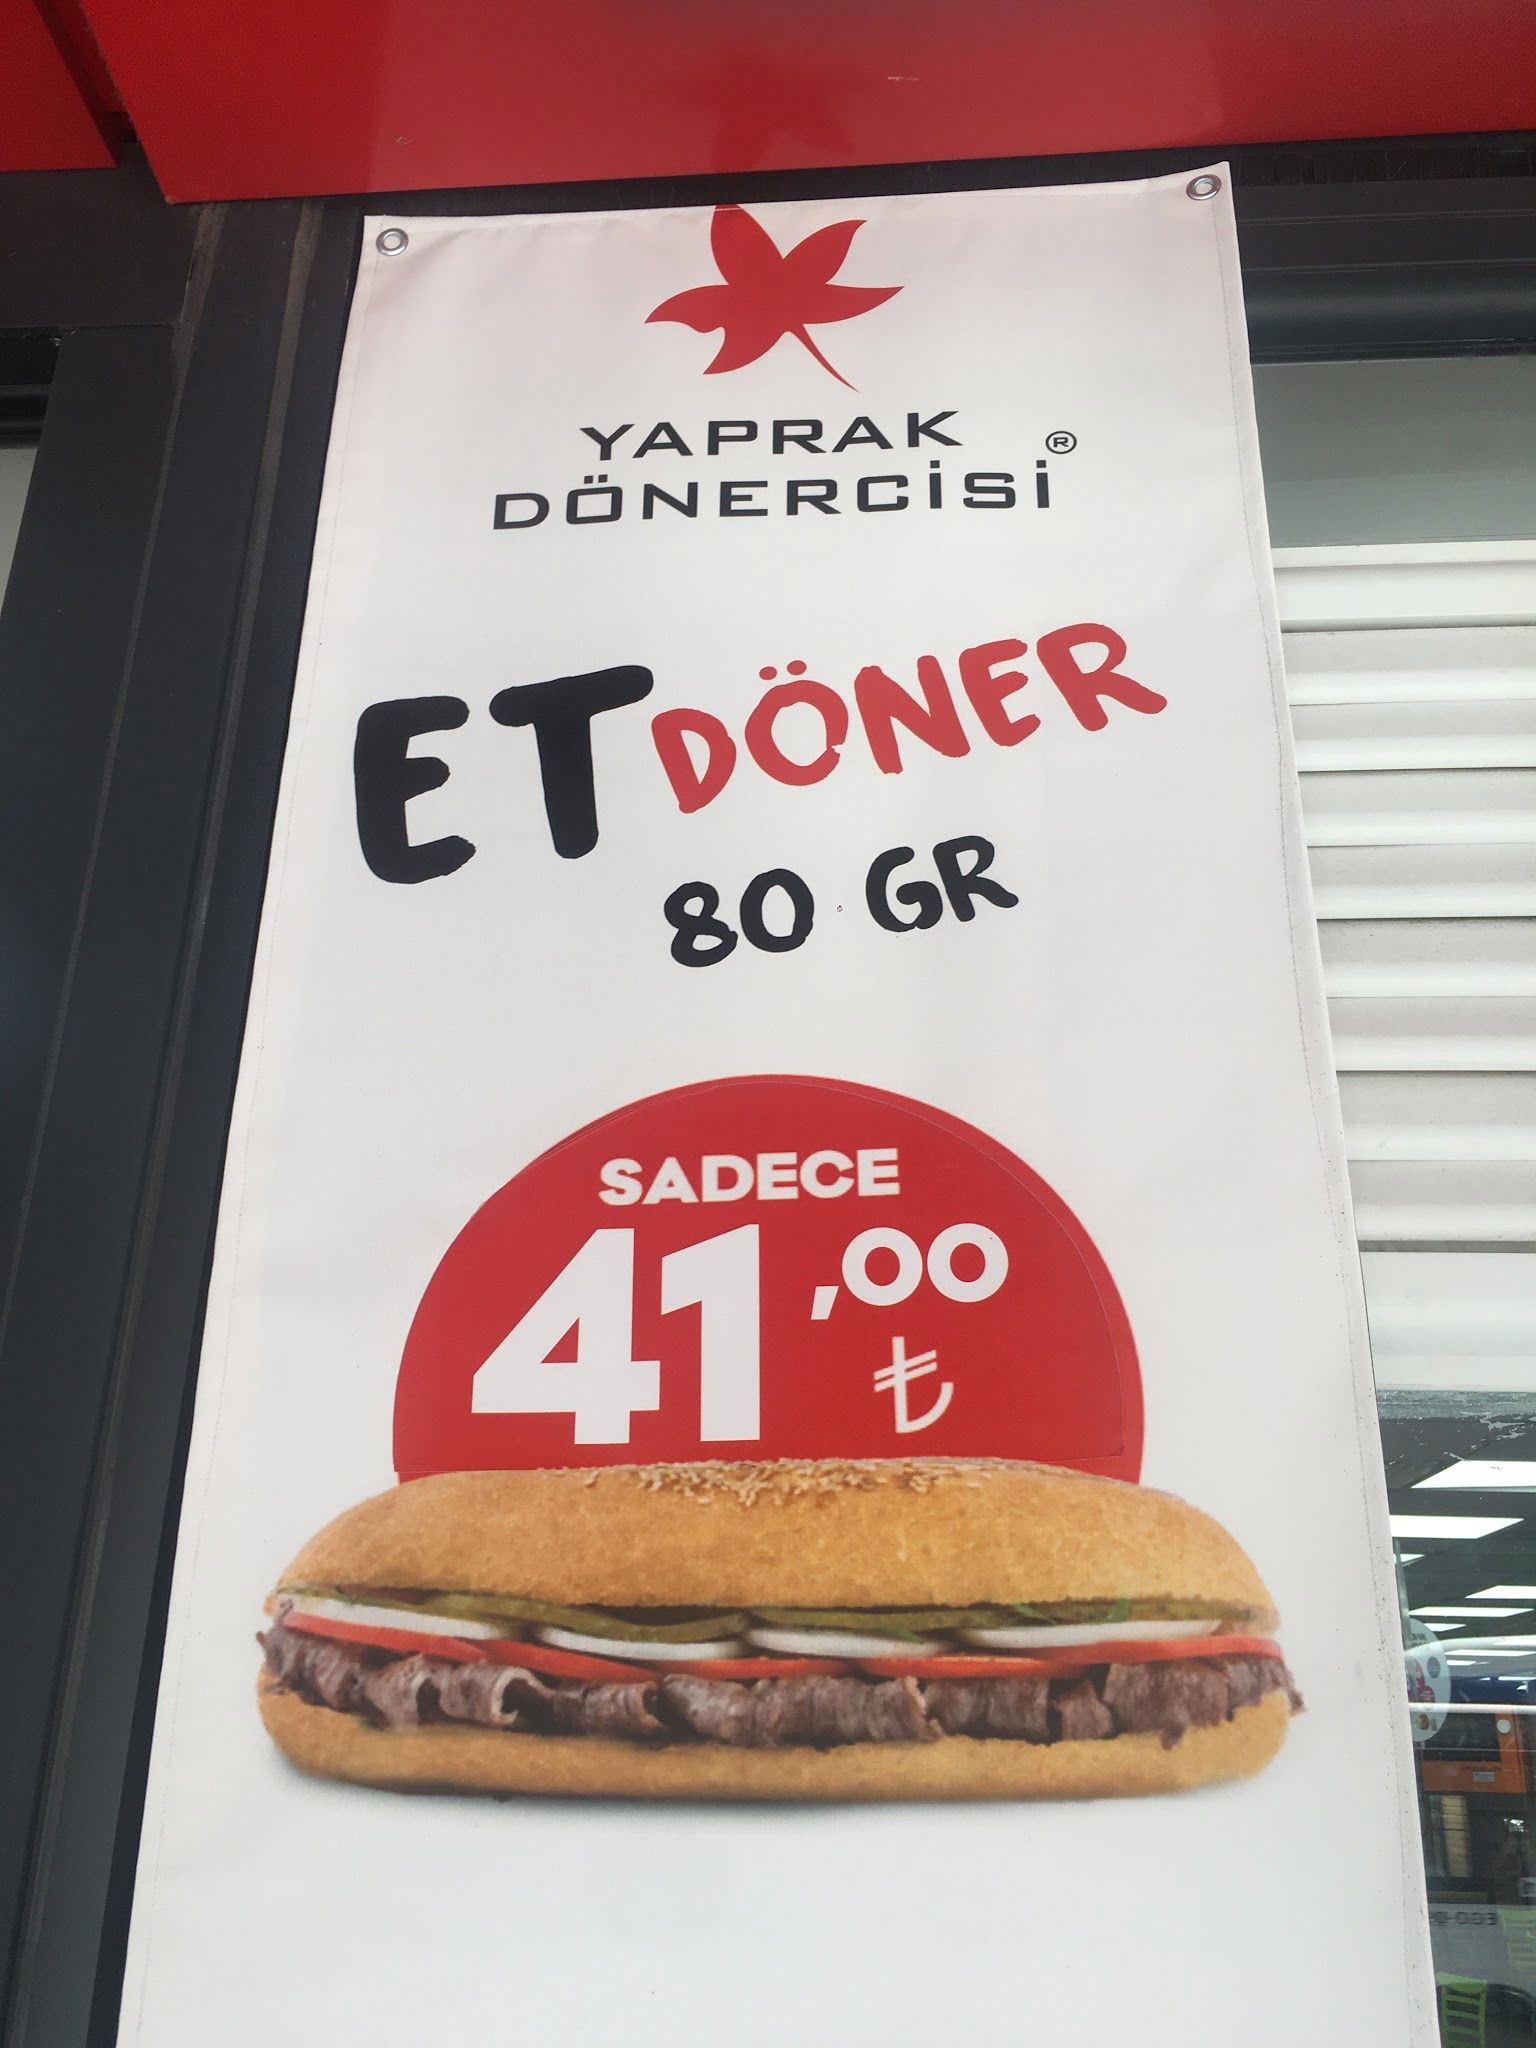 YAPRAK
DÖNERCİSİ®
ET DÖNER
80 GR
SADECE
41,00
₺